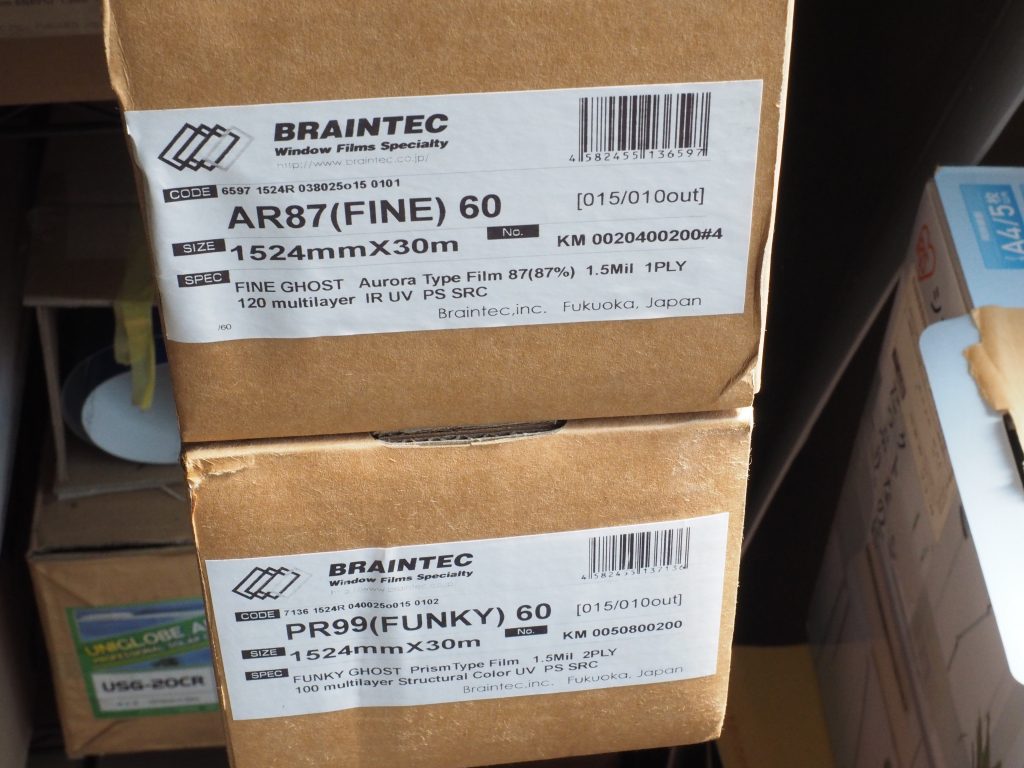 BRAINTEC
Window Films Specialty
http://www.braintec.co.jp/
4 582455 136597
CODE 6597 1524R 038025o15 0101
AR87(FINE) 60 [015/010out]
SIZE 1524mmX30m No. KM 0020400200#4
SPEC FINE GHOST Aurora Type Film 87(87%) 1.5Mil 1PLY
120 multilayer IR UV PS SRC
Braintec,inc. Fukuoka, Japan
/60
BRAINTEC
Window Films Specialty
4 582455 137136
CODE 7136 1524R 040025o015 0102
PR99(FUNKY) 60 [015/010out]
SIZE 1524mmX30m No. KM 0050800200
SPEC FUNKY GHOST PrismType Film 1.5Mil 2PLY
100 multilayer Structural Color UV PS SRC
Braintec,inc. Fukuoka, Japan
UNIGLOBE
USG-20CR
A4/5